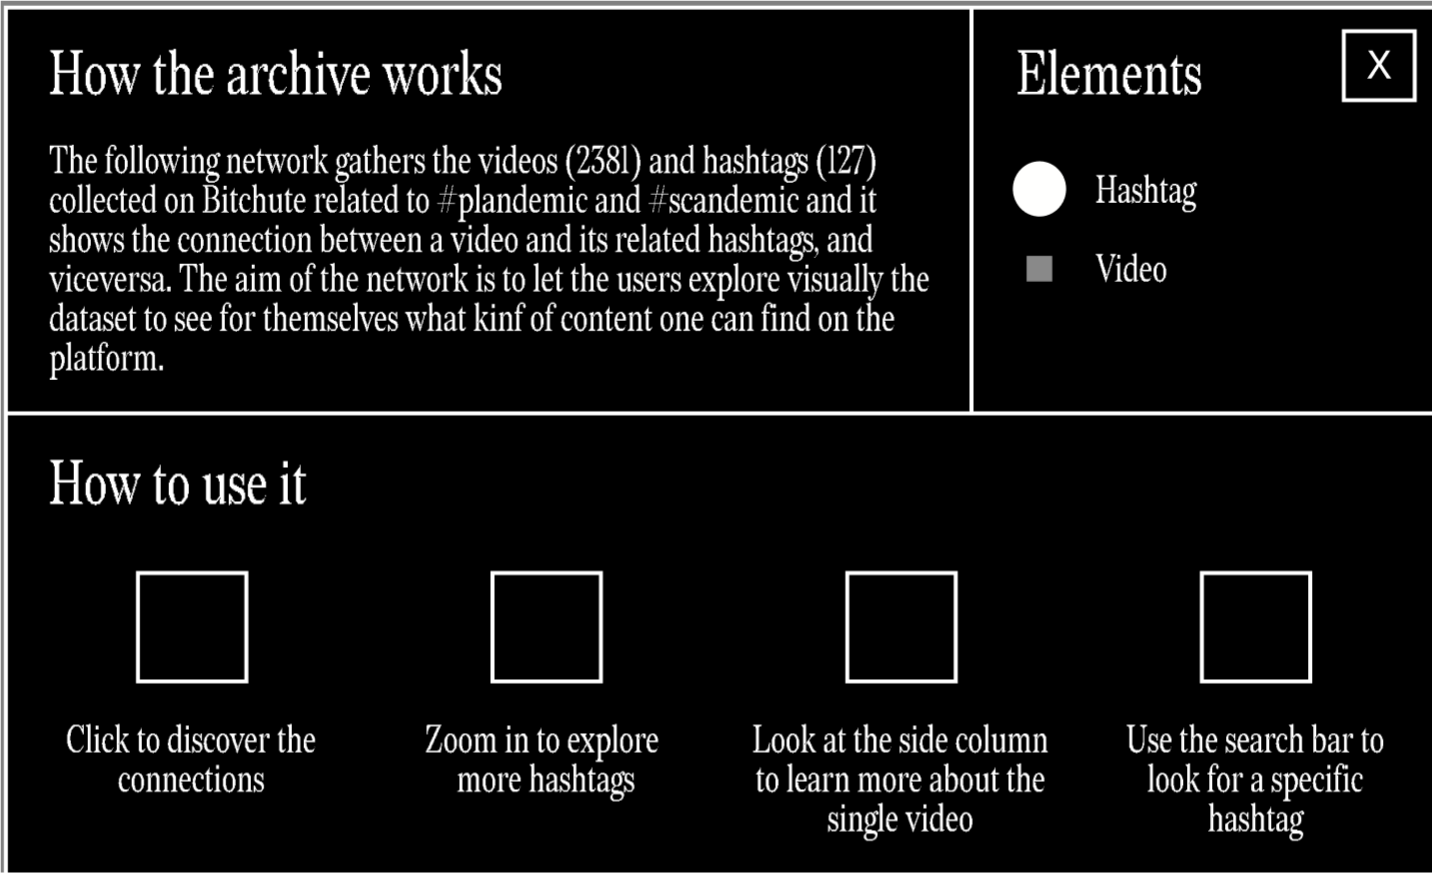 How the archive works
The following network gathers the videos (2381) and hashtags (127)
collected on Bitchute related to #plandemic and #scandemic and it
shows the connection between a video and its related hashtags, and
viceversa. The aim of the network is to let the users explore visually the
dataset to see for themselves what kinf of content one can find on the
platform.
Elements
X
Hashtag
Video
How to use it
Click to discover the
connections
Zoom in to explore
more hashtags
Look at the side column
to learn more about the
single video
Use the search bar to
look for a specific
hashtag